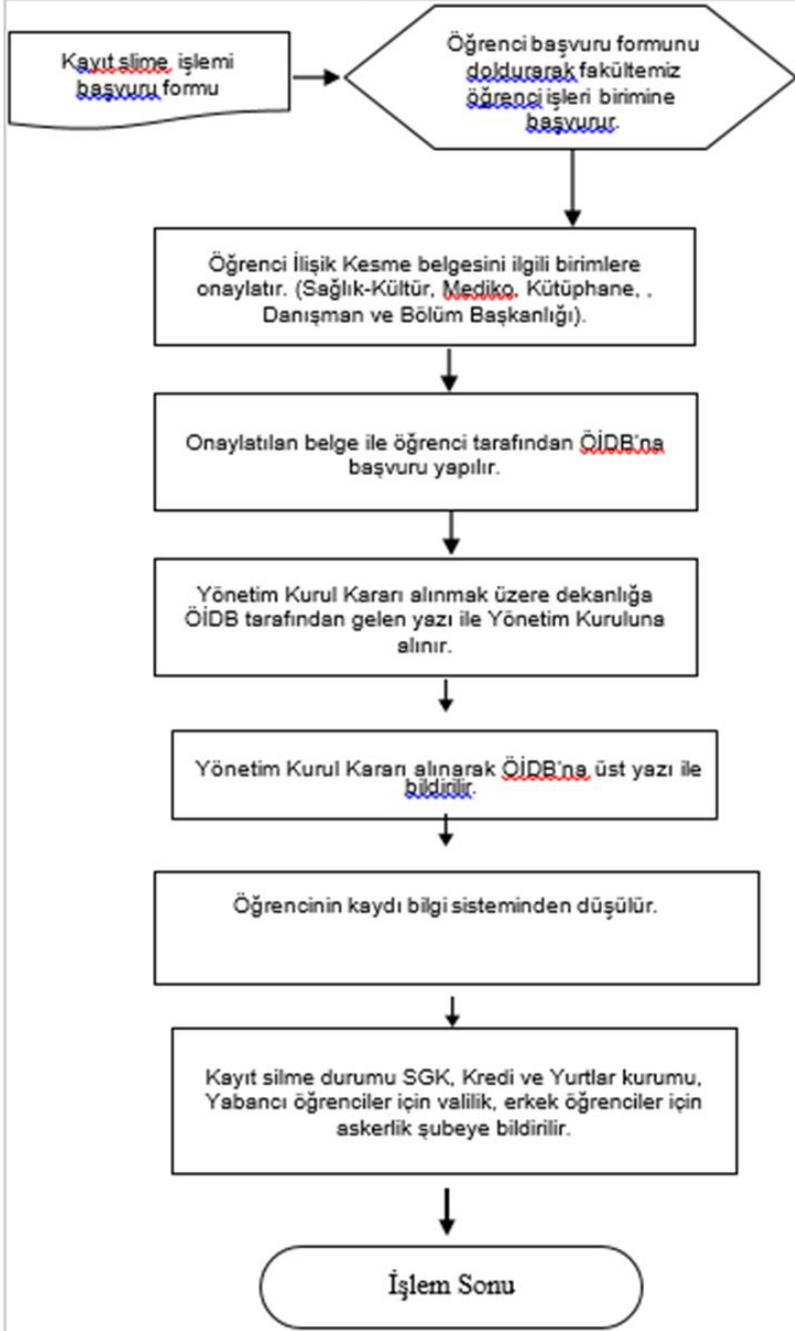 Kayıt slime işlemi
başvuru formu
Öğrenci başvuru formunu
doldurarak fakültemiz
öğrenci işleri birimine
başvurur.
Öğrenci İlişik Kesme belgesini ilgili birimlere
onaylatır. (Sağlık-Kültür, Mediko, Kütüphane, ,
Danışman ve Bölüm Başkanlığı).
Onaylatılan belge ile öğrenci tarafından ÖİDB'na
başvuru yapılır.
Yönetim Kurul Kararı alınmak üzere dekanlığa
ÖİDB tarafından gelen yazı ile Yönetim Kuruluna
alınır.
Yönetim Kurul Kararı alınarak ÖİDB'na üst yazı ile
bildirilir.
Öğrencinin kaydı bilgi sisteminden düşülür.
Kayıt silme durumu SGK, Kredi ve Yurtlar kurumu,
Yabancı öğrenciler için valilik, erkek öğrenciler için
askerlik şubeye bildirilir.
İşlem Sonu